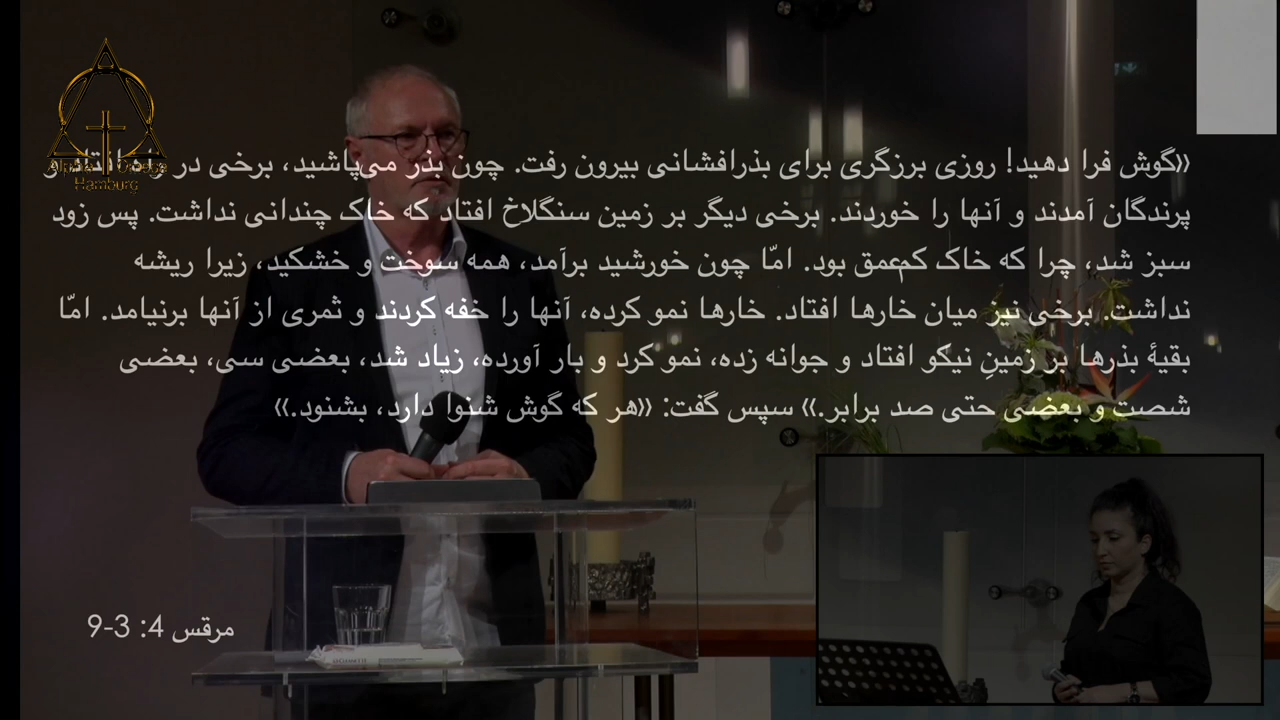 «گوش فرا دهید! روزی برزگری برای بذرافشانی بیرون رفت. چون بذر می‌پاشید، برخی در راه افتاد و
پرندگان آمدند و آنها را خوردند. برخی دیگر بر زمین سنگلاخ افتاد که خاک چندانی نداشت. پس زود
سبز شد، چرا که خاک کم‌عمق بود. امّا چون خورشید برآمد، همه سوخت و خشکید، زیرا ریشه
نداشت. برخی نیز میان خارها افتاد. خارها نمو کرده، آنها را خفه کردند و ثمری از آنها برنیامد. امّا
بقیهٔ بذرها بر زمینِ نیکو افتاد و جوانه زده، نمو کرد و بار آورده، زیاد شد، بعضی سی، بعضی
شصت و بعضی حتی صد برابر.» سپس گفت: «هر که گوش شنوا دارد، بشنود.»
مرقس 4: 3-9
Alpha & Omega
Hamburg